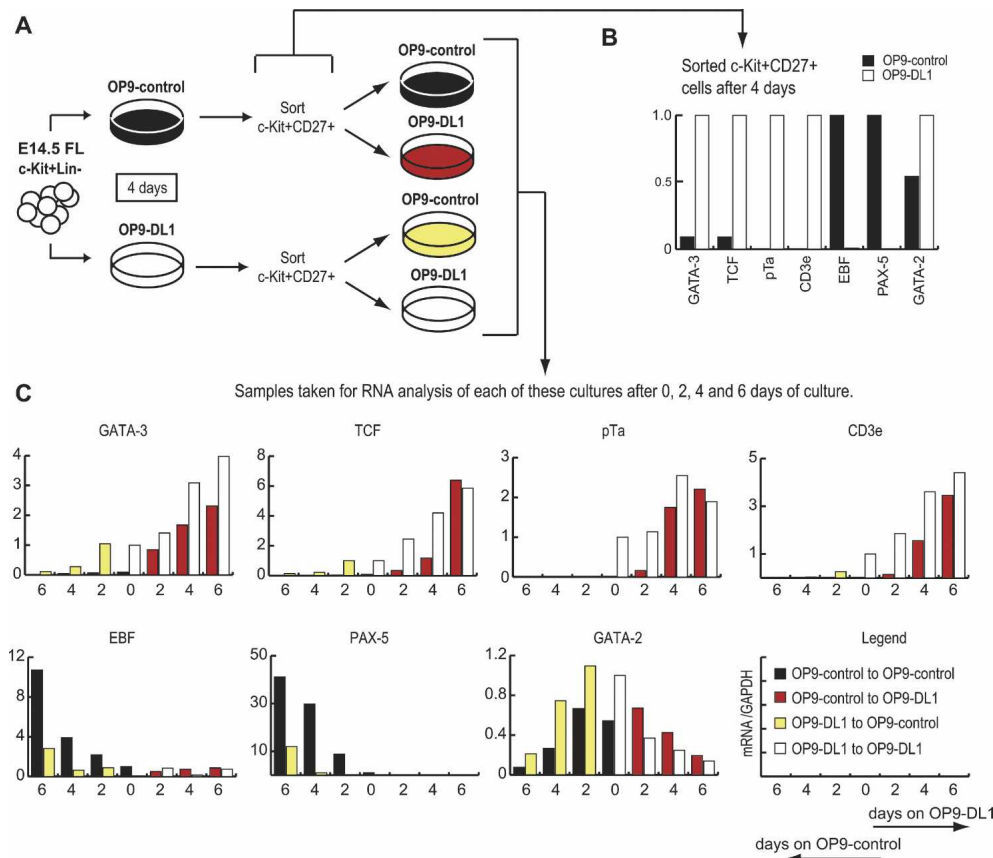 A
OP9-control
E14.5 FL
c-Kit+Lin-
4 days
OP9-DL1
Sort
c-Kit+CD27+
Sort
c-Kit+CD27+
OP9-control
OP9-DL1
OP9-control
OP9-DL1
B
Sorted c-Kit+CD27+
cells after 4 days
OP9-control
OP9-DL1
1.0
0.5
0
GATA-3
TCF
pTa
CD3e
EBF
PAX-5
GATA-2
Samples taken for RNA analysis of each of these cultures after 0, 2, 4 and 6 days of culture.
C
GATA-3
4
3
2
1
0
6 4 2 0 2 4 6
TCF
8
6
4
2
0
6 4 2 0 2 4 6
pTa
3
2
1
0
6 4 2 0 2 4 6
CD3e
5
3
1
6 4 2 0 2 4 6
EBF
12
8
4
0
6 4 2 0 2 4 6
PAX-5
50
30
10
6 4 2 0 2 4 6
GATA-2
1.2
0.8
0.4
0
6 4 2 0 2 4 6
Legend
mRNA/GAPDH
OP9-control to OP9-control
OP9-control to OP9-DL1
OP9-DL1 to OP9-control
OP9-DL1 to OP9-DL1
6 4 2 0 2 4 6
days on OP9-DL1
days on OP9-control